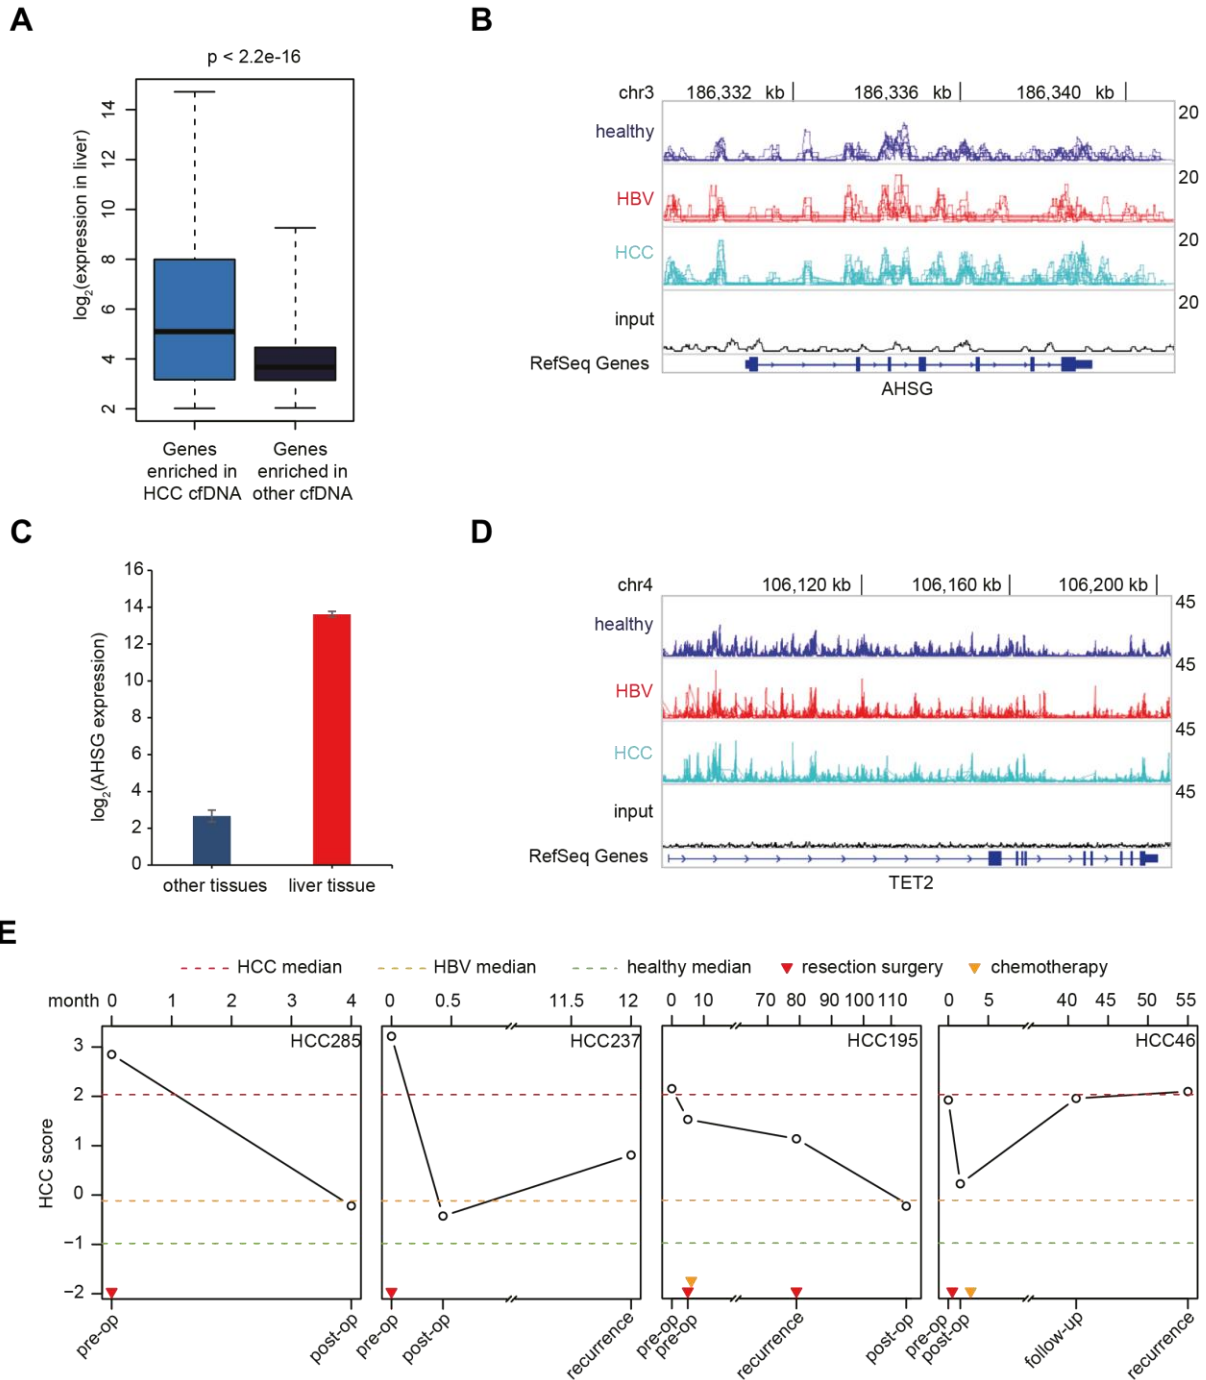 A
p < 2.2e-16
log2(expression in liver)
14
12
10
8
6
4
2
Genes
enriched in
HCC cfDNA
Genes
enriched in
other cfDNA
B
chr3
186,332 kb
186,336 kb
186,340 kb
healthy
20
HBV
20
HCC
20
input
20
RefSeq Genes
AHSG
C
log2(AHSG expression)
16
14
12
10
8
6
4
2
0
other tissues
liver tissue
D
chr4
106,120 kb
106,160 kb
106,200 kb
healthy
45
HBV
45
HCC
45
input
45
RefSeq Genes
TET2
E
HCC median
HBV median
healthy median
resection surgery
chemotherapy
month
0 1 2 3 4
0 0.5 11.5 12
0 10 70 80 90 100 110
0 5 40 45 50 55
HCC score
3
2
1
0
−1
−2
HCC285
HCC237
HCC195
HCC46
pre-op
post-op
pre-op
post-op
recurrence
pre-op
pre-op
recurrence
post-op
pre-op
post-op
follow-up
recurrence